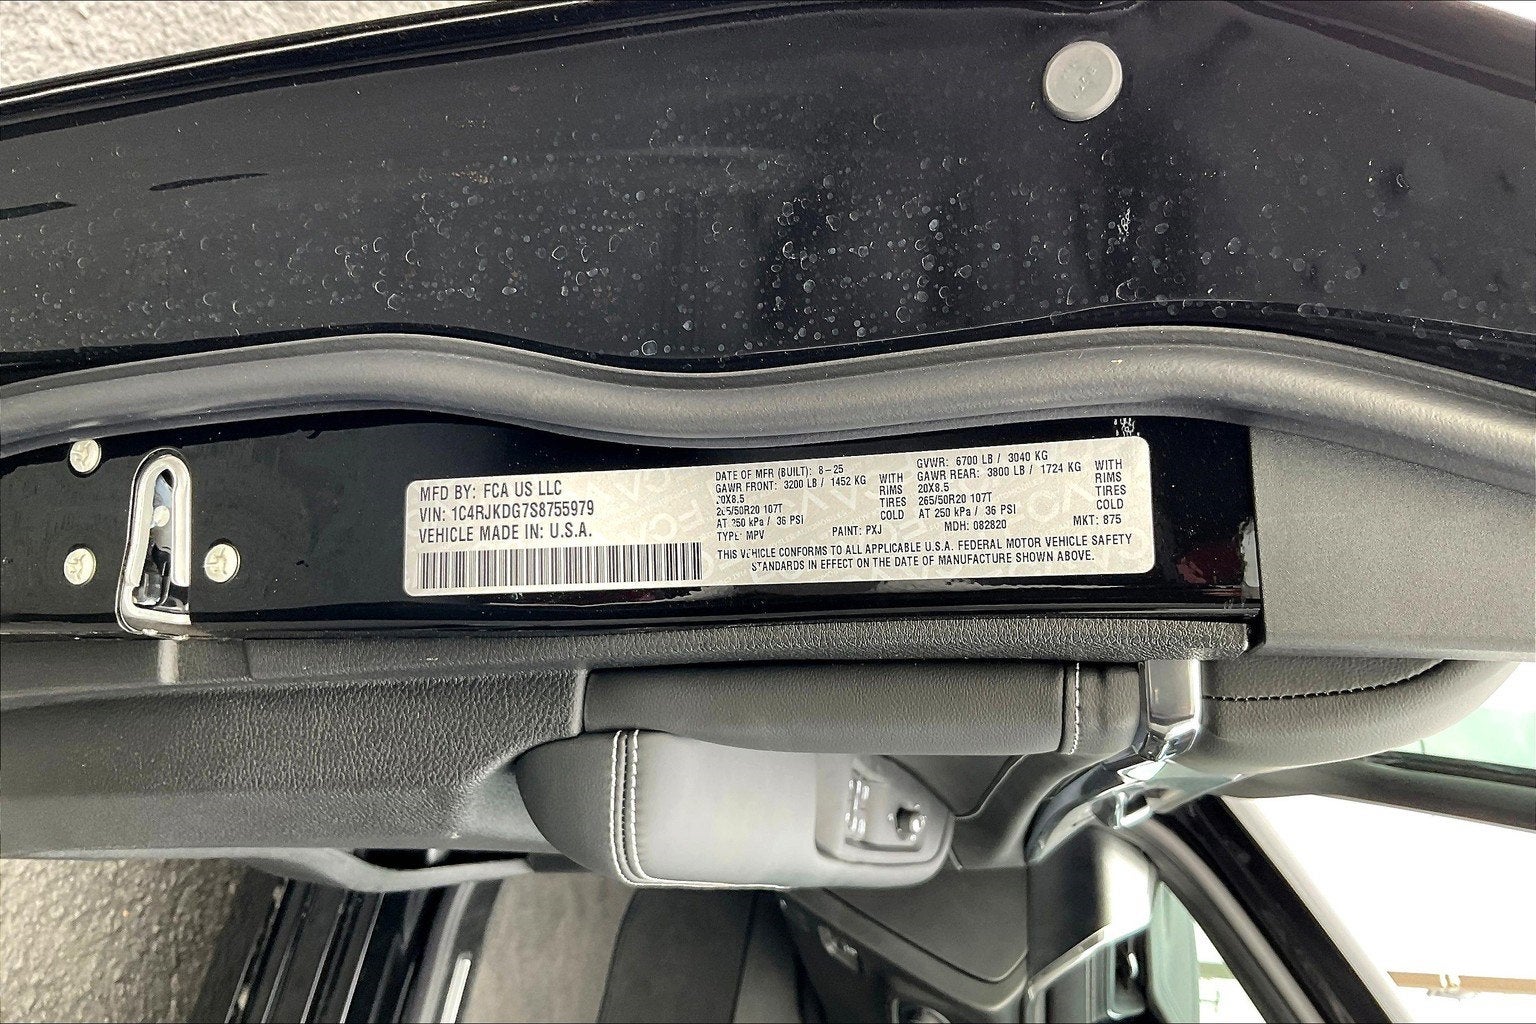 MFD BY: FCA US LLC
VIN: 1C4RJKDG7S8755979
VEHICLE MADE IN: U.S.A.
DATE OF MFR (BUILT): 8-25
GAWR FRONT: 3200 LB / 1452 KG
20X8.5
265/50R20 107T
AT 250 kPa / 36 PSI
TYPE: MPV
WITH
RIMS
TIRES
COLD
PAINT: PXJ
GVWR: 6700 LB / 3040 KG
GAWR REAR: 3800 LB / 1724 KG
20X8.5
265/50R20 107T
AT 250 kPa / 36 PSI
WITH
RIMS
TIRES
COLD
MDH: 082820
MKT: 875
THIS VEHICLE CONFORMS TO ALL APPLICABLE U.S.A. FEDERAL MOTOR VEHICLE SAFETY
STANDARDS IN EFFECT ON THE DATE OF MANUFACTURE SHOWN ABOVE.